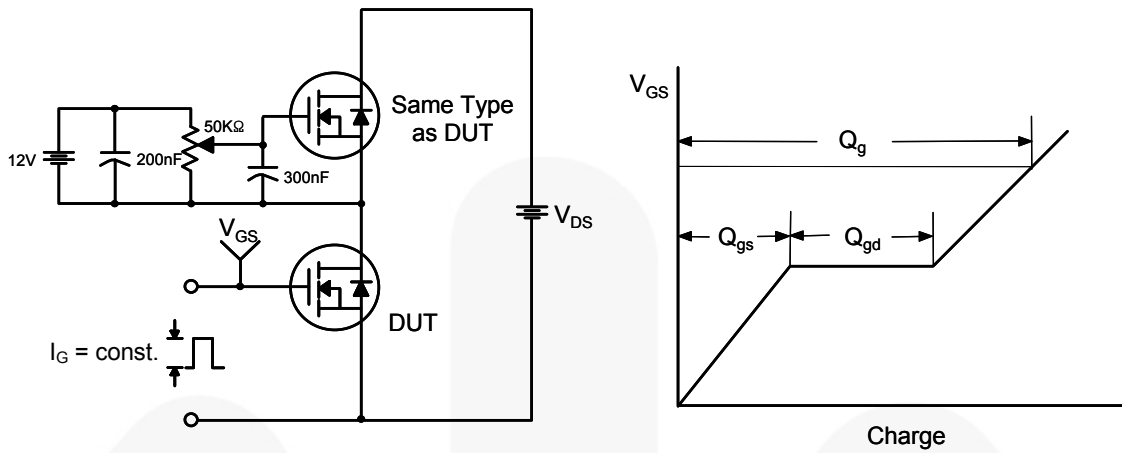 12V
200nF
50KΩ
300nF
Same Type
as DUT
V_DS
V_GS
DUT
I_G = const.
V_GS
Q_g
Q_gs
Q_gd
Charge